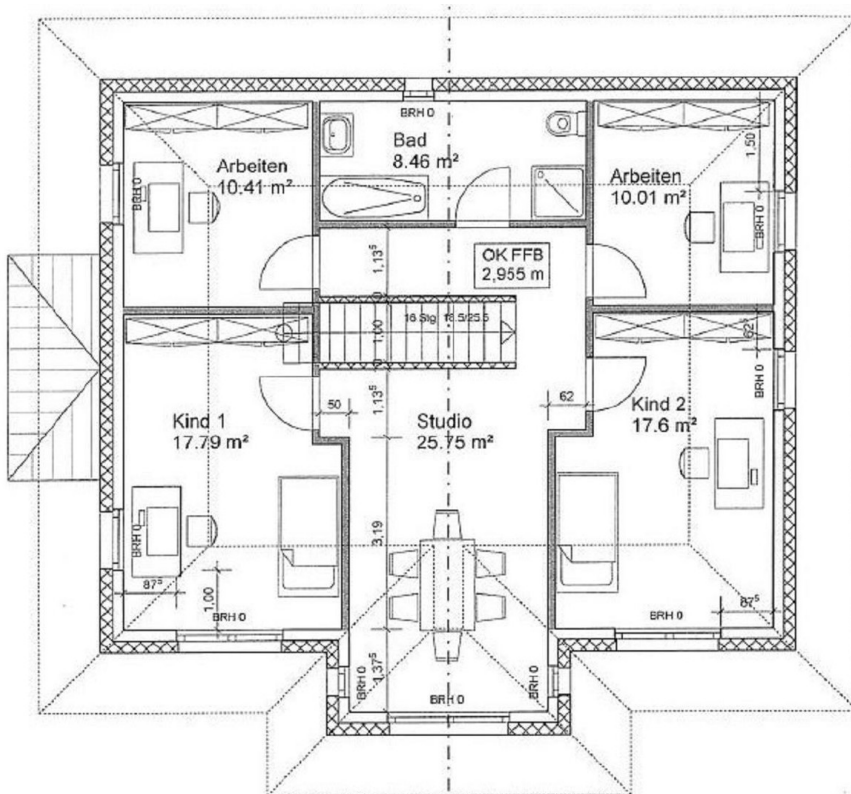 BRH 0
Bad
8.46 m²
Arbeiten
10.41 m²
Arbeiten
10.01 m²
1,50
BRH 0
BRH 0
OK FFB
2,955 m
1,13⁵
0
16 Stg 18.5/25.5
1,00
0
62⁵
BRH 0
Kind 1
17.79 m²
50
1,13⁵
Studio
25.75 m²
62
Kind 2
17.6 m²
BRH 0
3,19
87⁵
1,00
BRH 0
BRH 0
67⁵
BRH 0
1,37⁵
BRH 0
BRH 0